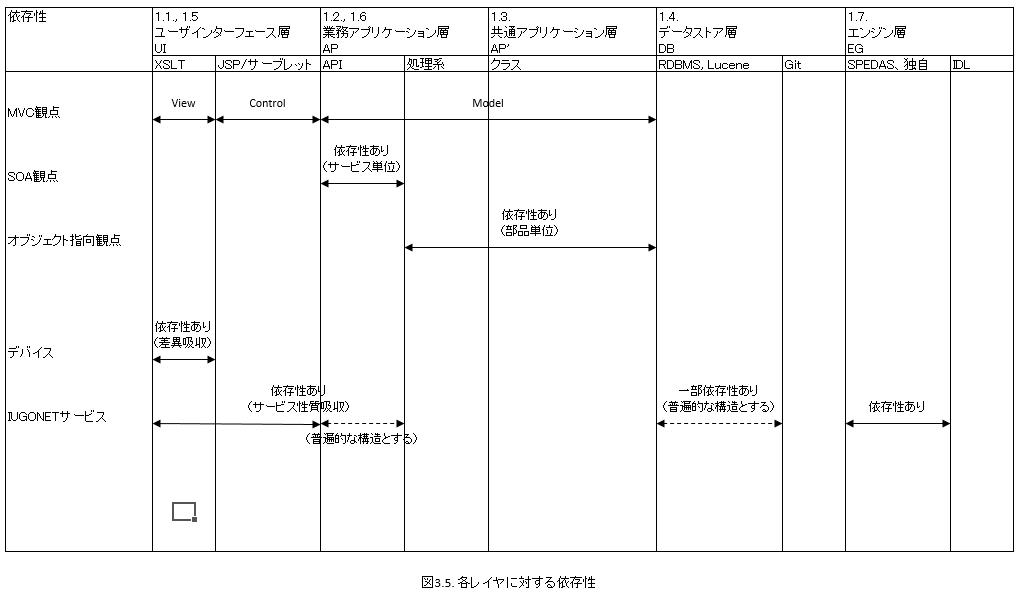 依存性
1.1., 1.5
ユーザインターフェース層
UI
1.2., 1.6
業務アプリケーション層
AP
1.3.
共通アプリケーション層
AP’
1.4.
データストア層
DB
1.7.
エンジン層
EG
XSLT
JSP/サーブレット
API
処理系
クラス
RDBMS, Lucene
Git
SPEDAS、独自
IDL
MVC観点
View
Control
Model
SOA観点
依存性あり
（サービス単位）
オブジェクト指向観点
依存性あり
（部品単位）
デバイス
依存性あり
（差異吸収）
IUGONETサービス
依存性あり
（サービス性質吸収）
（普遍的な構造とする）
一部依存性あり
（普遍的な構造とする）
依存性あり
図3.5. 各レイヤに対する依存性